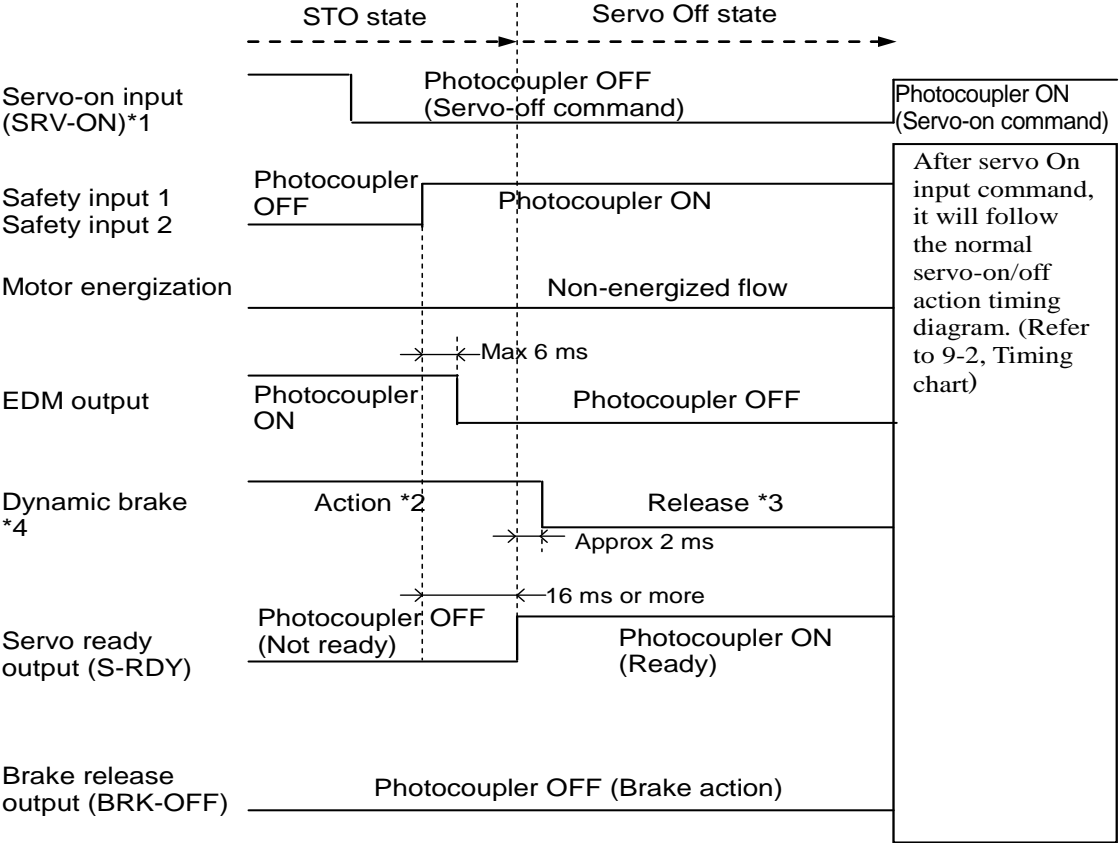 STO state
Servo Off state
Servo-on input
(SRV-ON)*1
Photocoupler OFF
(Servo-off command)
Photocoupler ON
(Servo-on command)
Safety input 1
Safety input 2
Photocoupler
OFF
Photocoupler ON
After servo On
input command,
it will follow
the normal
servo-on/off
action timing
diagram. (Refer
to 9-2, Timing
chart)
Motor energization
Non-energized flow
Max 6 ms
EDM output
Photocoupler
ON
Photocoupler OFF
Dynamic brake
*4
Action *2
Release *3
Approx 2 ms
16 ms or more
Servo ready
output (S-RDY)
Photocoupler OFF
(Not ready)
Photocoupler ON
(Ready)
Brake release
output (BRK-OFF)
Photocoupler OFF (Brake action)